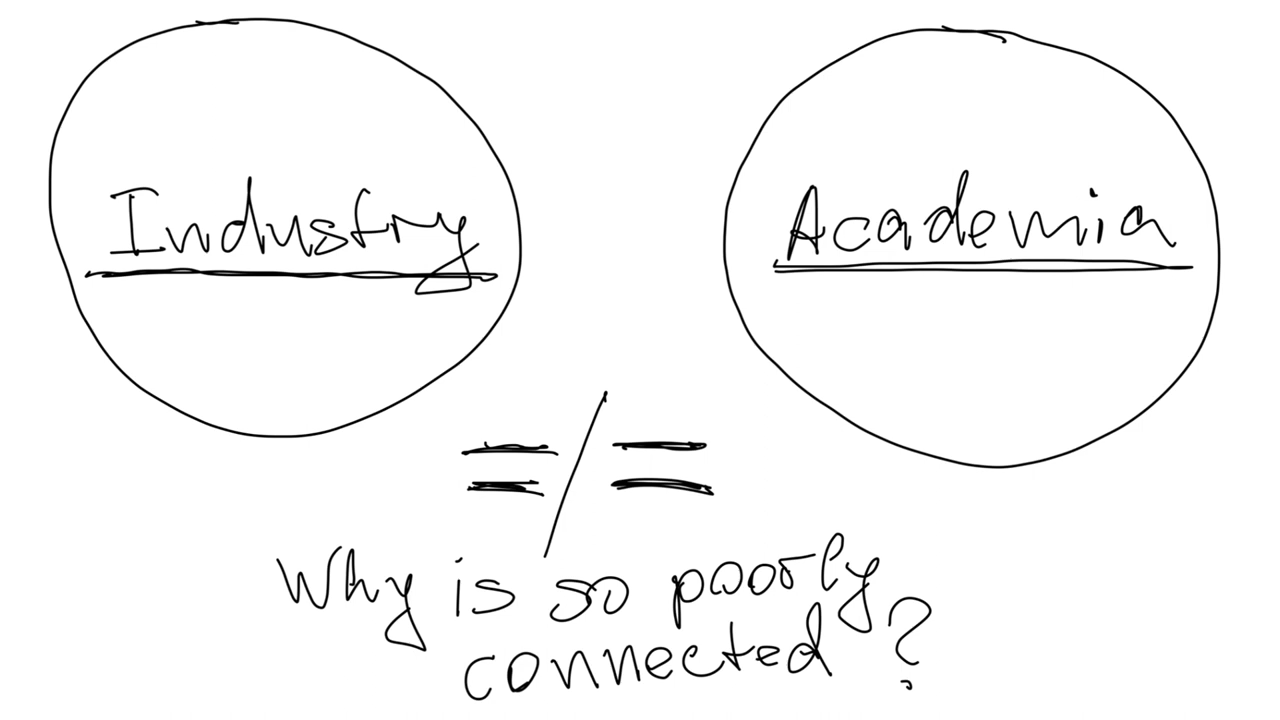 Industry
Academia
=/=
Why is so poorly
connected?